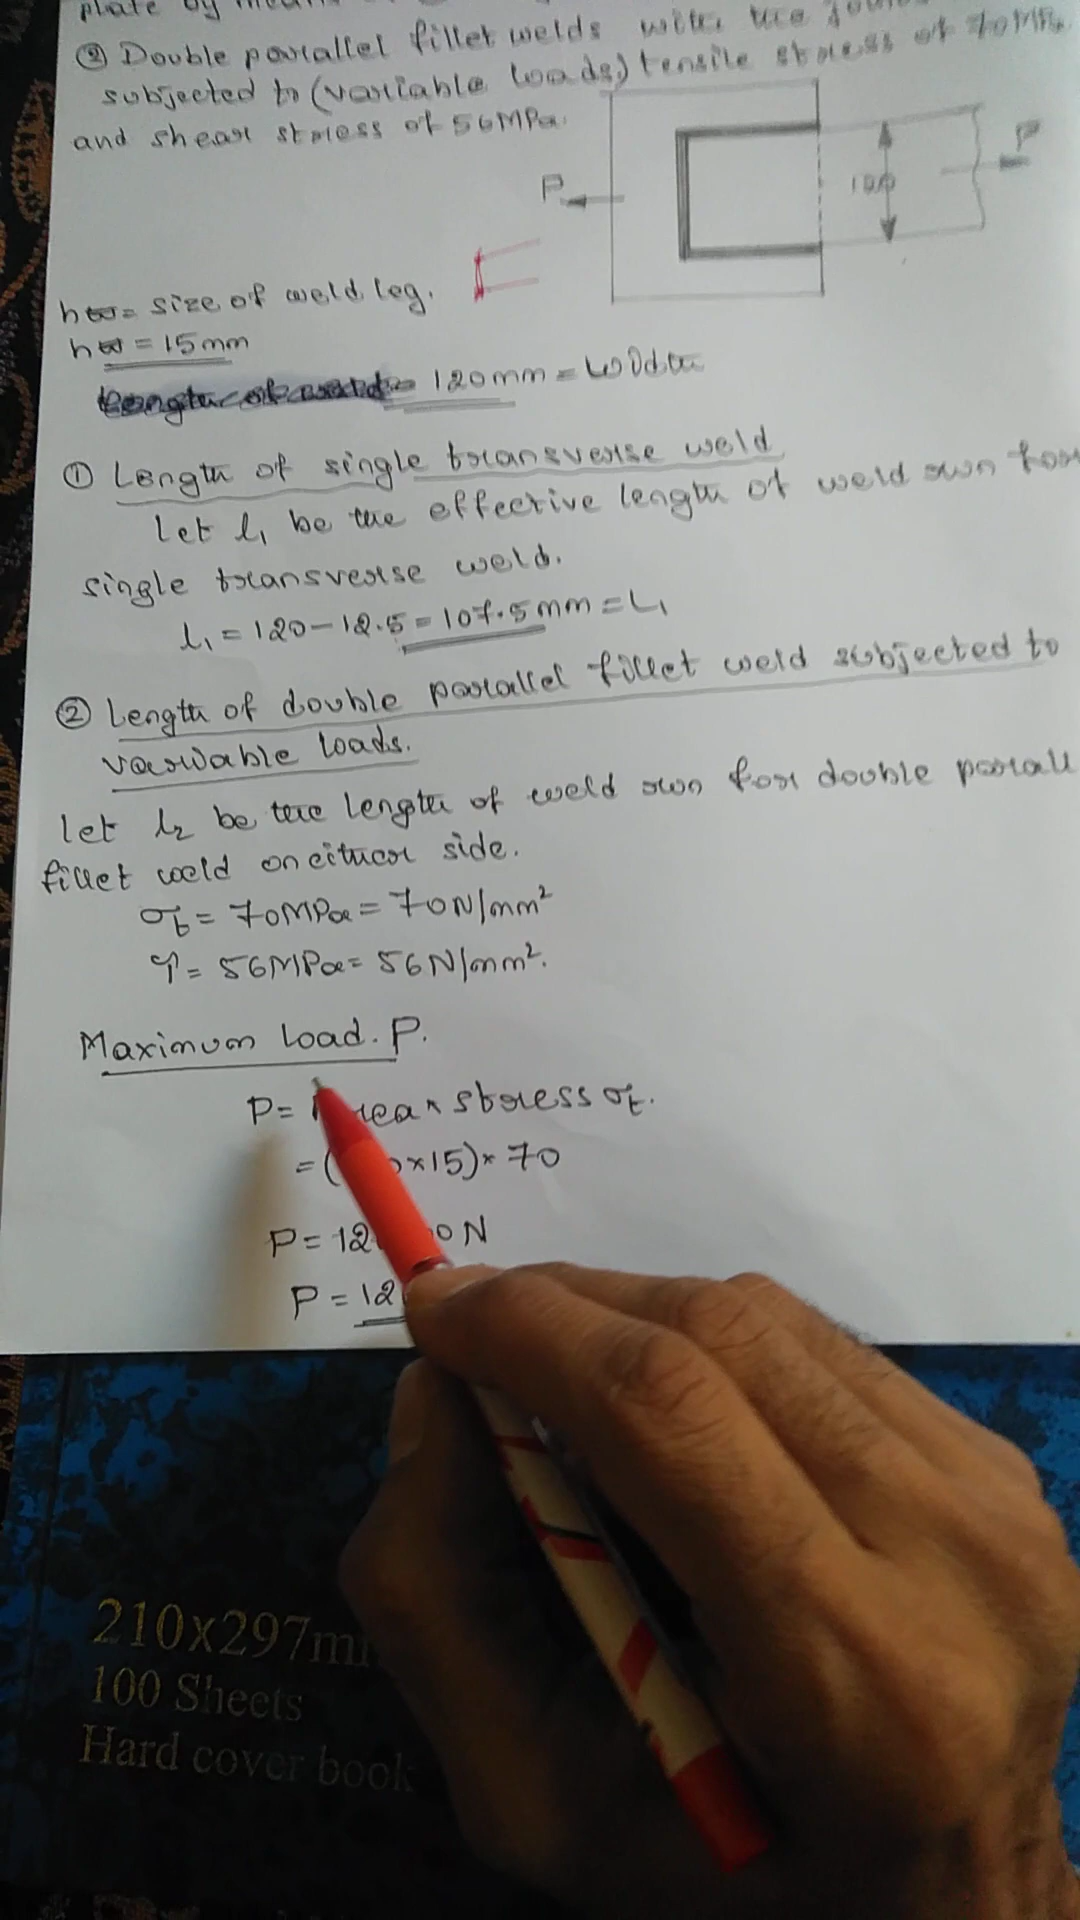 plate by means
② Double parallel fillet welds with the
subjected to (variable loads) tensile stress of 70MPa
and shear stress of 56MPa.
P
120
P
hw = size of weld leg.
hw = 15mm
120mm = Width
① Length of single transverse weld
Let l₁ be the effective length of weld run for
single transverse weld.
l₁ = 120 - 12.5 = 107.5mm = L₁
② Length of double parallel fillet weld subjected to
variable loads.
Let l₂ be the length of weld run for double parall
fillet weld on either side.
σt = 70MPa = 70N/mm²
τ = 56MPa = 56N/mm².
Maximum load. P.
P = Area × stress σt.
= ( ×15) × 70
P = 12 0N
P = 12
210x297m
100 Sheets
Hard cover book